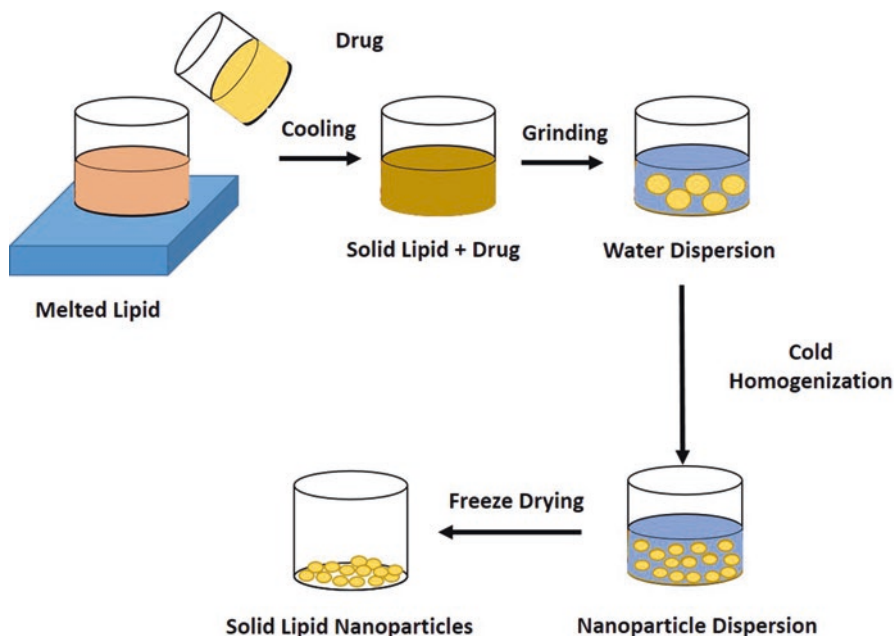 Drug
Cooling
Grinding
Melted Lipid
Solid Lipid + Drug
Water Dispersion
Cold
Homogenization
Freeze Drying
Solid Lipid Nanoparticles
Nanoparticle Dispersion